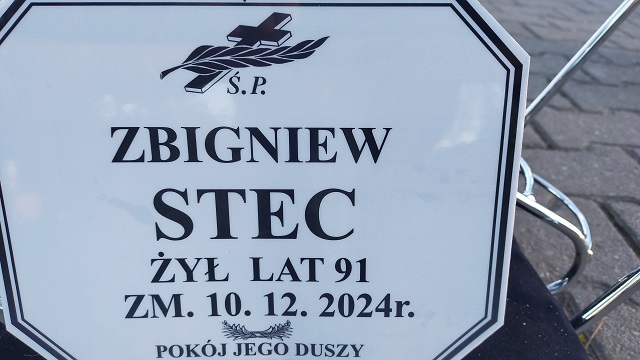 Ś.P.
ZBIGNIEW
STEC
ŻYŁ LAT 91
ZM. 10. 12. 2024r.
POKÓJ JEGO DUSZY